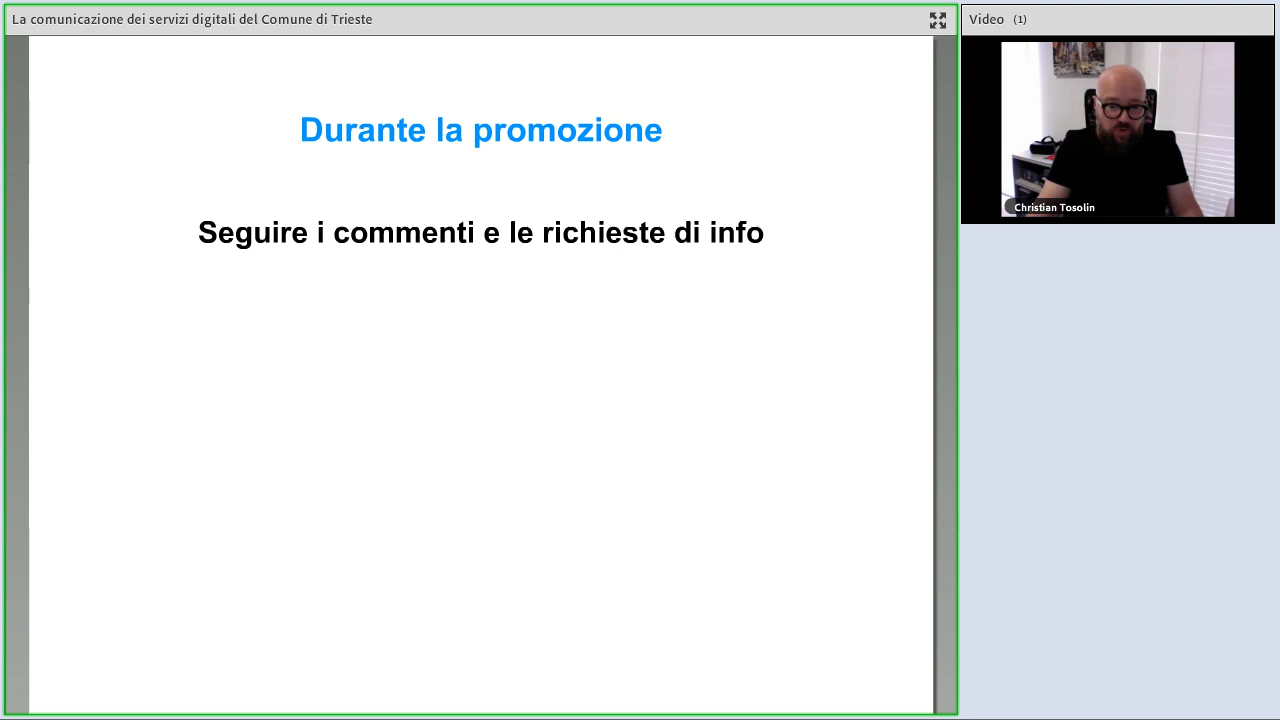 La comunicazione dei servizi digitali del Comune di Trieste
Video (1)
Durante la promozione
Seguire i commenti e le richieste di info
Christian Tosolin